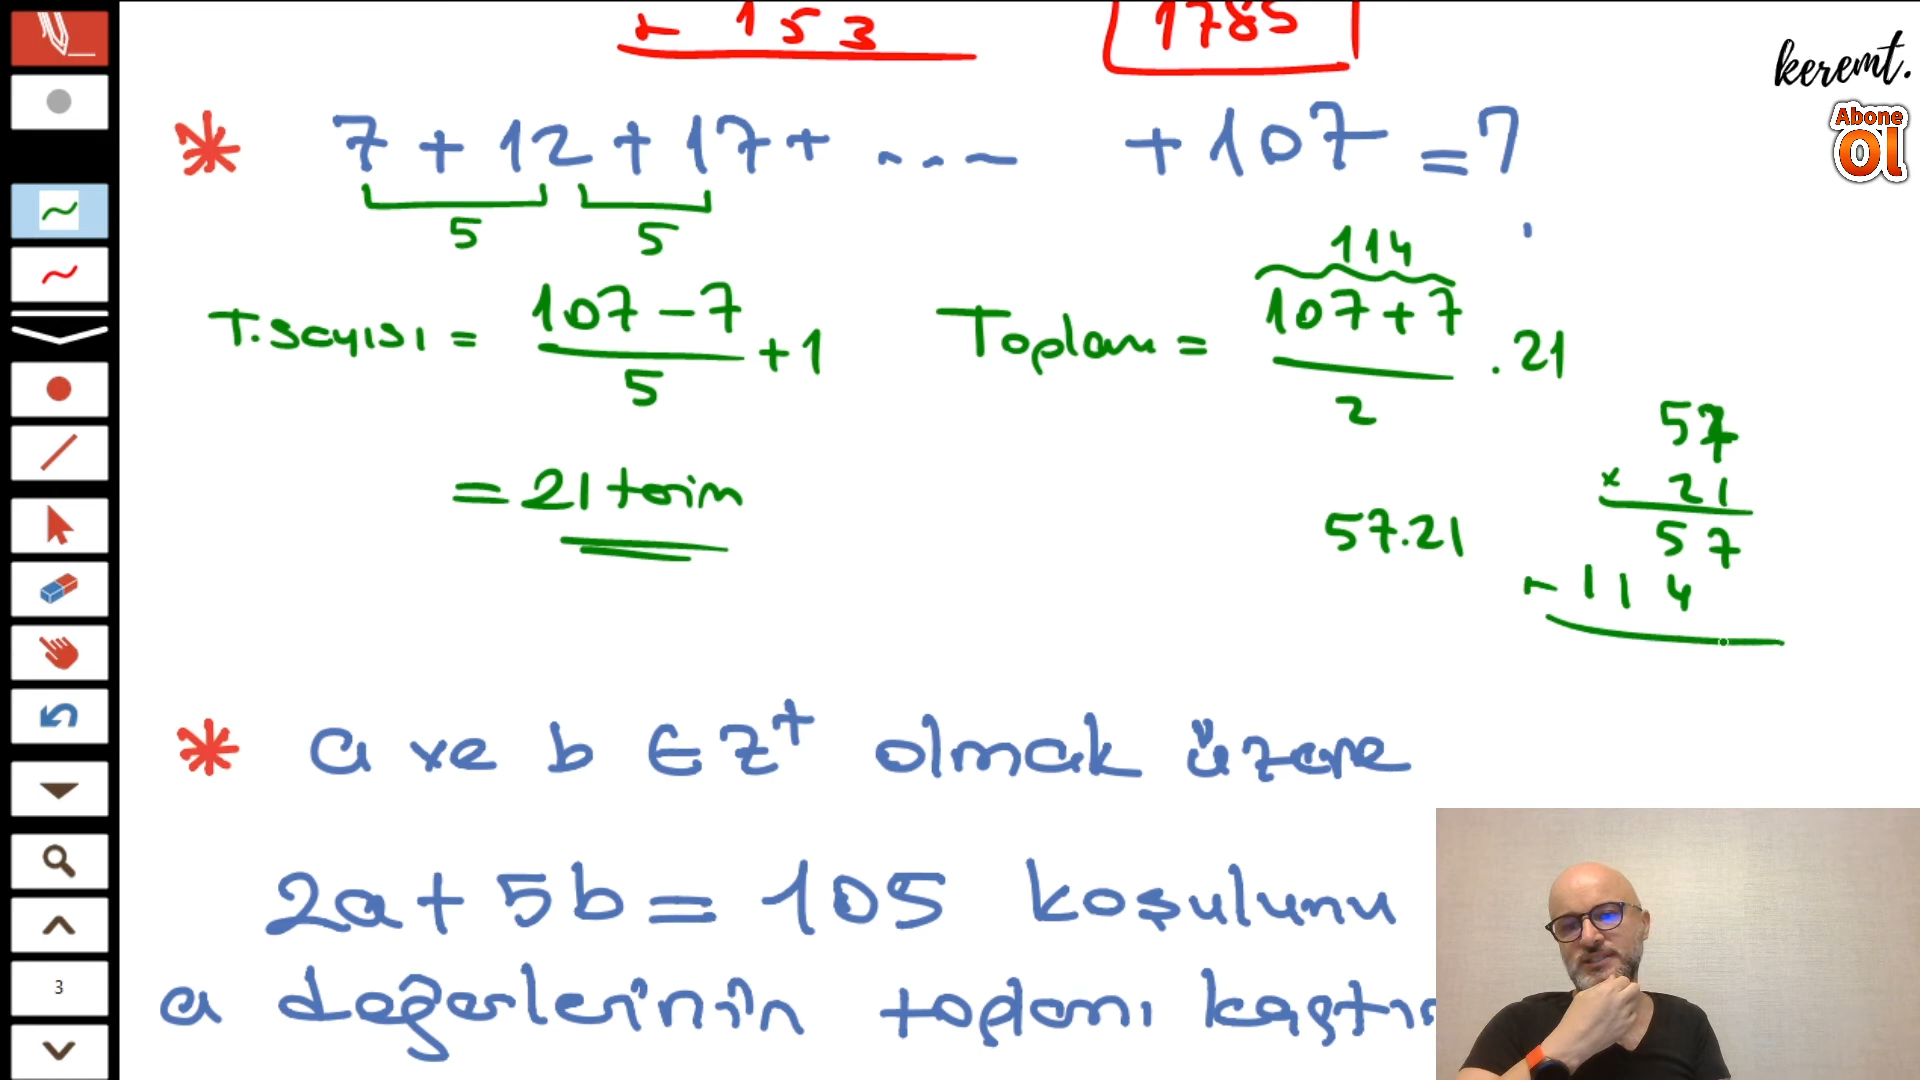 + 153
1785
keremt.
Abone
Ol
* 7 + 12 + 17 + .... + 107 = ?
5 5
114
T.sayısı = 107 - 7 / 5 + 1
Toplam = 107 + 7 / 2 . 21
= 21 terim
57.21
57
x 21
57
+ 114
* a ve b ∈ Z⁺ olmak üzere
2a + 5b = 105 koşulunu
a değerlerinin toplamı kaçtır
3